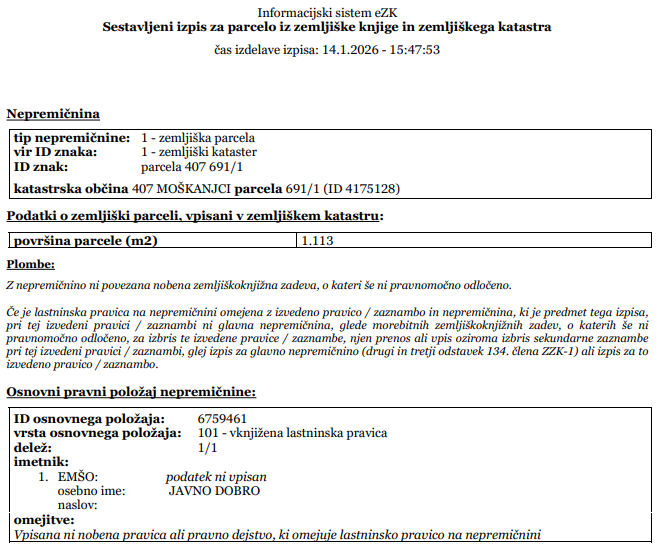 Informacijski sistem eZK
Sestavljeni izpis za parcelo iz zemljiške knjige in zemljiškega katastra
čas izdelave izpisa: 14.1.2026 - 15:47:53
Nepremičnina
tip nepremičnine: 1 - zemljiška parcela
vir ID znaka: 1 - zemljiški kataster
ID znak: parcela 407 691/1
katastrska občina 407 MOŠKANJCI parcela 691/1 (ID 4175128)
Podatki o zemljiški parceli, vpisani v zemljiškem katastru:
površina parcele (m2) 1.113
Plombe:
Z nepremičnino ni povezana nobena zemljiškoknjižna zadeva, o kateri še ni pravnomočno odločeno.
Če je lastninska pravica na nepremičnini omejena z izvedeno pravico / zaznambo in nepremičnina, ki je predmet tega izpisa,
pri tej izvedeni pravici / zaznambi ni glavna nepremičnina, glede morebitnih zemljiškoknjižnih zadev, o katerih še ni
pravnomočno odločeno, za izbris te izvedene pravice / zaznambe, njen prenos ali vpis oziroma izbris sekundarne zaznambe
pri tej izvedeni pravici / zaznambi, glej izpis za glavno nepremičnino (drugi in tretji odstavek 134. člena ZZK-1) ali izpis za to
izvedeno pravico / zaznambo.
Osnovni pravni položaj nepremičnine:
ID osnovnega položaja: 6759461
vrsta osnovnega položaja: 101 - vknjižena lastninska pravica
delež: 1/1
imetnik:
1. EMŠO: podatek ni vpisan
osebno ime: JAVNO DOBRO
naslov:
omejitve:
Vpisana ni nobena pravica ali pravno dejstvo, ki omejuje lastninsko pravico na nepremičnini